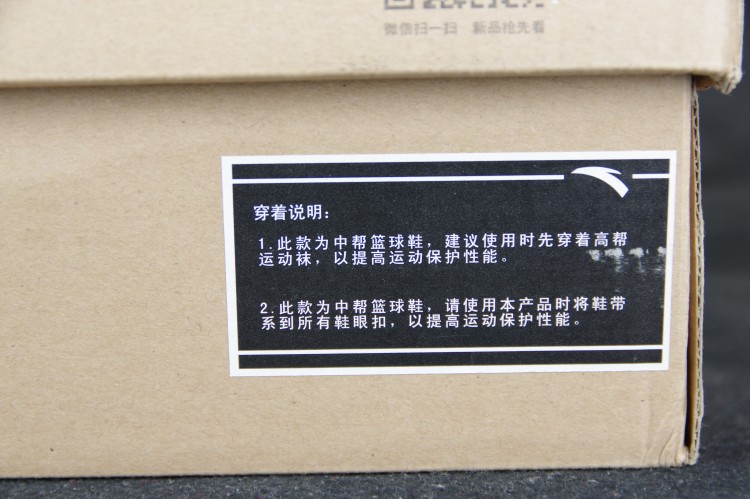 微信扫一扫 新品抢先看
穿着说明：
1.此款为中帮篮球鞋，建议使用时先穿着高帮
运动袜，以提高运动保护性能。
2.此款为中帮篮球鞋，请使用本产品时将鞋带
系到所有鞋眼扣，以提高运动保护性能。